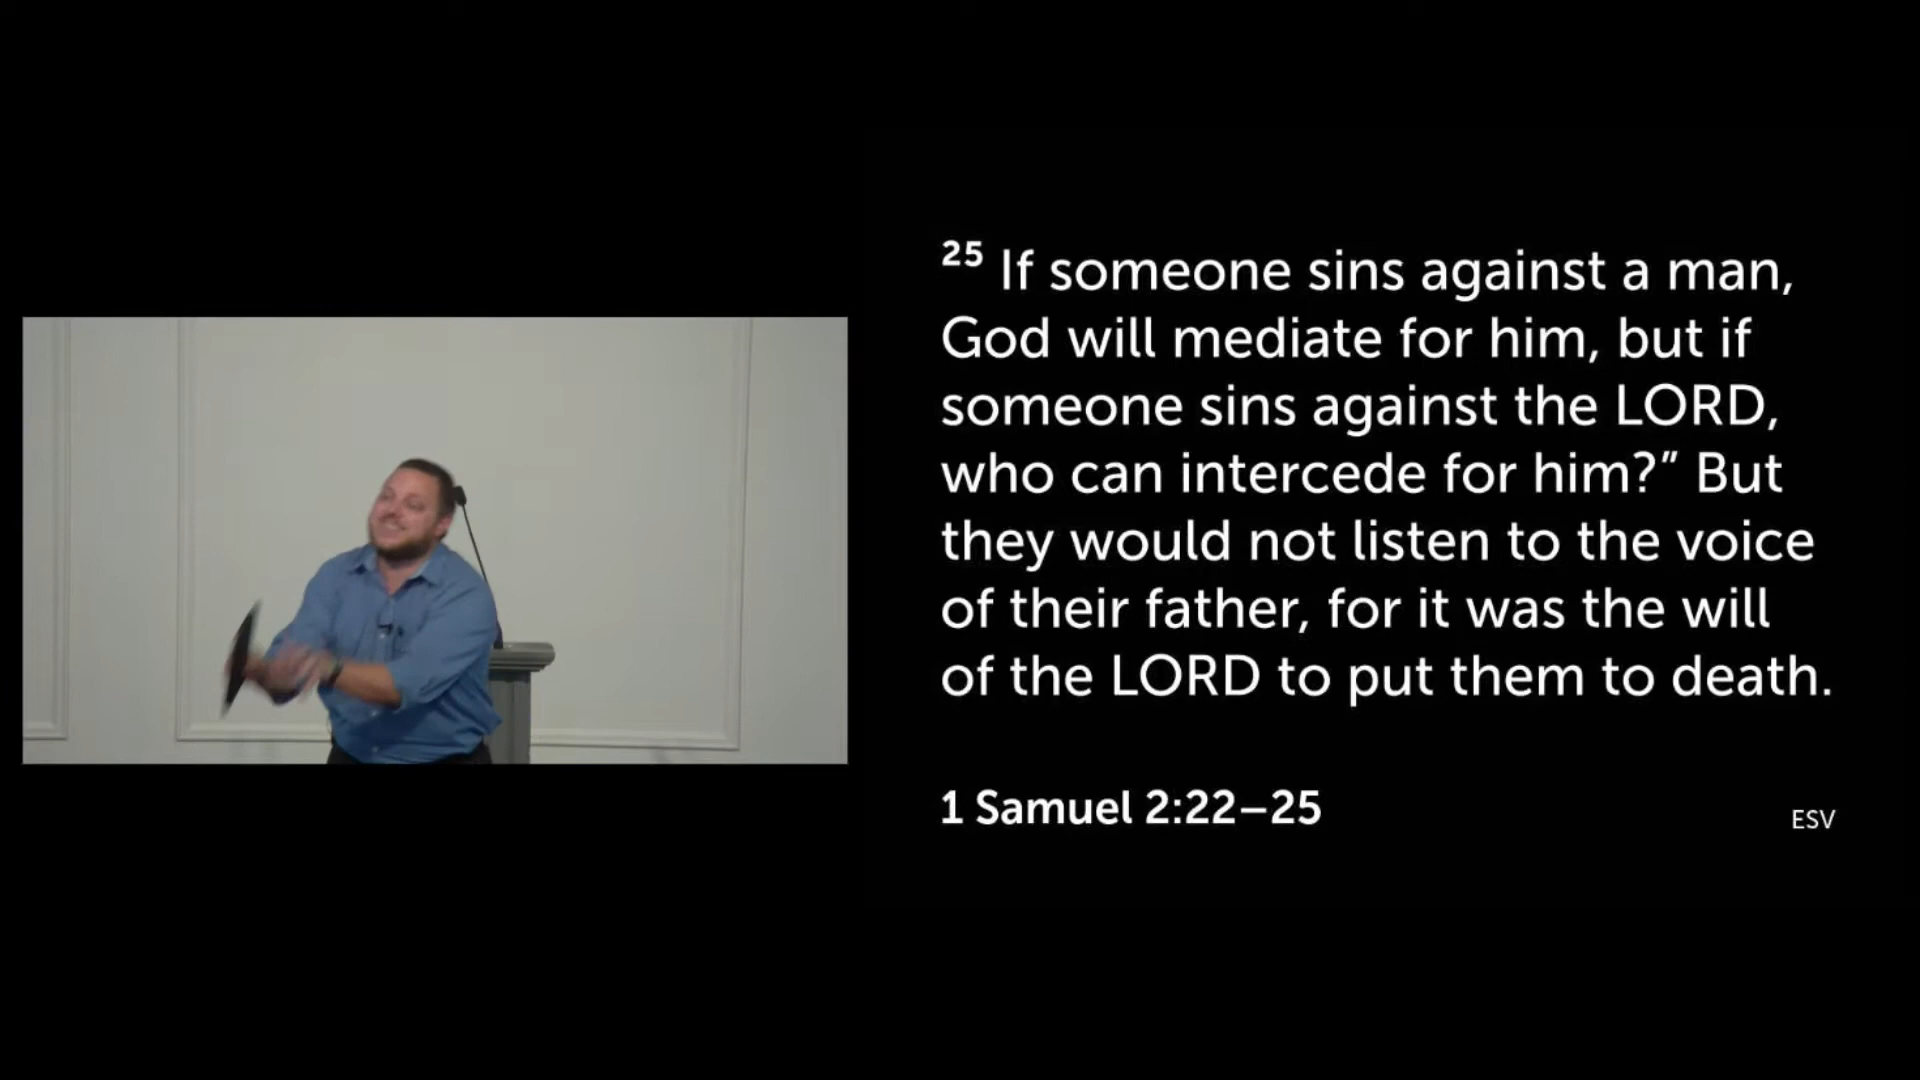 25 If someone sins against a man,
God will mediate for him, but if
someone sins against the LORD,
who can intercede for him?” But
they would not listen to the voice
of their father, for it was the will
of the LORD to put them to death.
1 Samuel 2:22–25
ESV